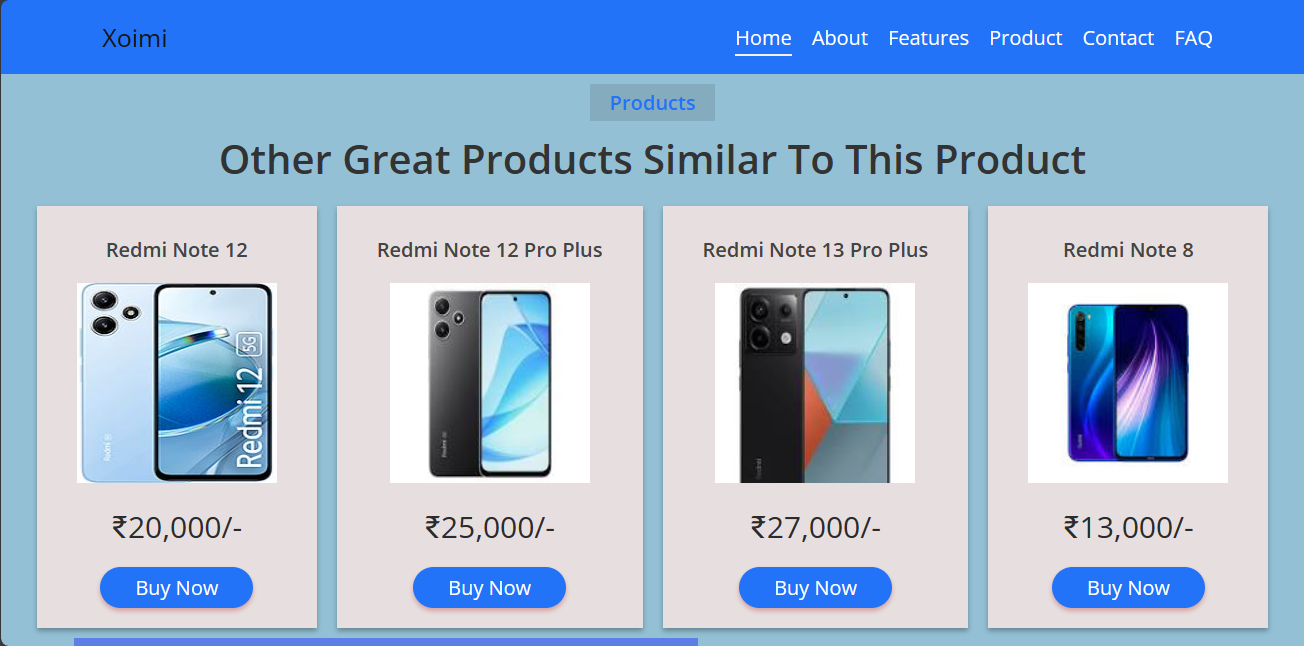 Xoimi
Home About Features Product Contact FAQ
Products
Other Great Products Similar To This Product
Redmi Note 12
Redmi 12 5G
₹20,000/-
Buy Now
Redmi Note 12 Pro Plus
₹25,000/-
Buy Now
Redmi Note 13 Pro Plus
₹27,000/-
Buy Now
Redmi Note 8
₹13,000/-
Buy Now